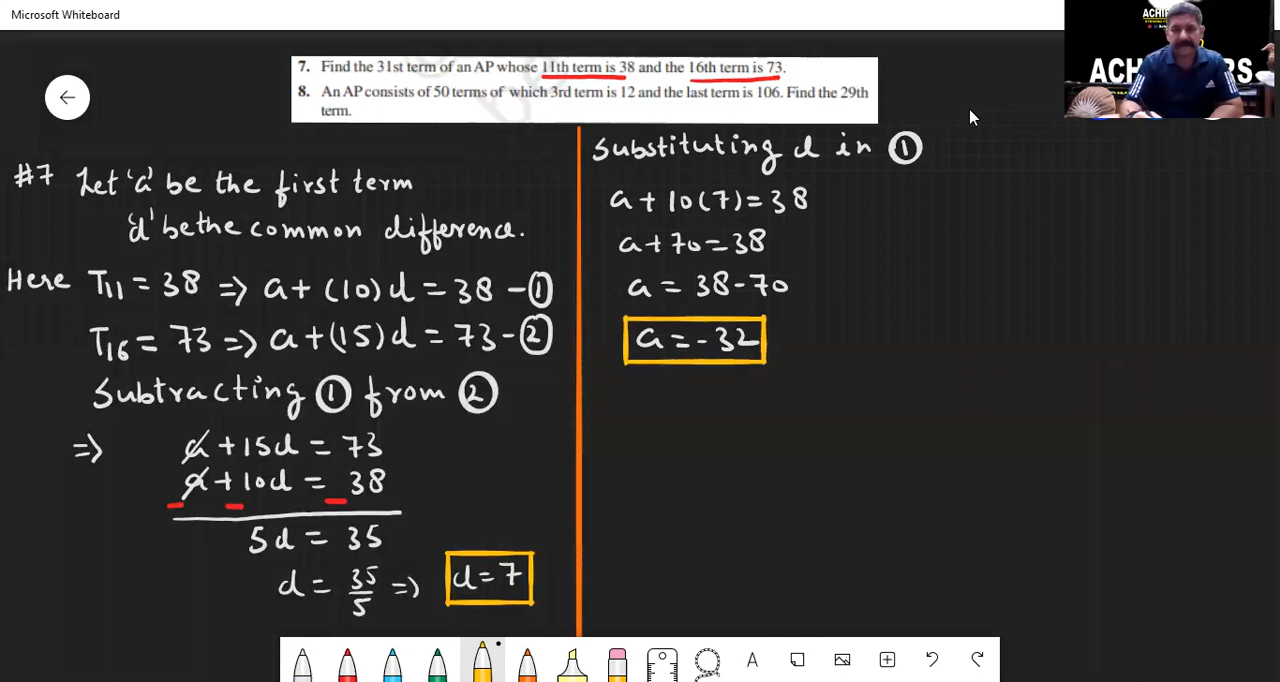 Microsoft Whiteboard
7. Find the 31st term of an AP whose 11th term is 38 and the 16th term is 73.
8. An AP consists of 50 terms of which 3rd term is 12 and the last term is 106. Find the 29th
term.
#7 Let 'a' be the first term
'd' be the common difference.
Here T₁₁ = 38 => a + (10)d = 38 - ①
T₁₆ = 73 => a + (15)d = 73 - ②
Subtracting ① from ②
=> a + 15d = 73
a + 10d = 38
5d = 35
d = 35/5 => d = 7
Substituting d in ①
a + 10(7) = 38
a + 70 = 38
a = 38 - 70
a = - 32
A